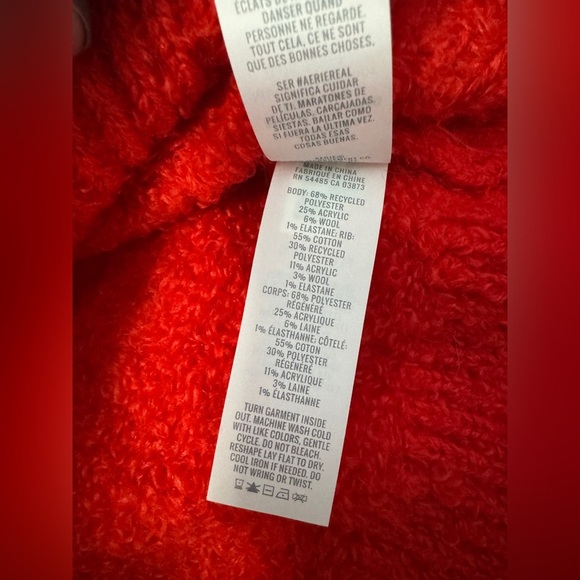 ÉCLATS DE
DANSER QUAND
PERSONNE NE REGARDE.
TOUT CELA, CE NE SONT
QUE DES BONNES CHOSES.
SER #AERIEREAL
SIGNIFICA CUIDAR
DE TI. MARATONES DE
PELÍCULAS, CARCAJADAS,
SIESTAS. BAILAR COMO
SI FUERA LA ÚLTIMA VEZ.
TODAS ESAS
COSAS BUENAS.
MADE IN CHINA
FABRIQUÉ EN CHINE
RN 54485 CA 03873
BODY: 68% RECYCLED
POLYESTER
25% ACRYLIC
6% WOOL
1% ELASTANE; RIB:
55% COTTON
30% RECYCLED
POLYESTER
11% ACRYLIC
3% WOOL
1% ELASTANE
CORPS: 68% POLYESTER
RÉGÉNÉRÉ
25% ACRYLIQUE
6% LAINE
1% ÉLASTHANNE; CÔTELÉ:
55% COTON
30% POLYESTER
RÉGÉNÉRÉ
11% ACRYLIQUE
3% LAINE
1% ÉLASTHANNE
TURN GARMENT INSIDE
OUT. MACHINE WASH COLD
WITH LIKE COLORS, GENTLE
CYCLE. DO NOT BLEACH.
RESHAPE LAY FLAT TO DRY.
COOL IRON IF NEEDED. DO
NOT WRING OR TWIST.